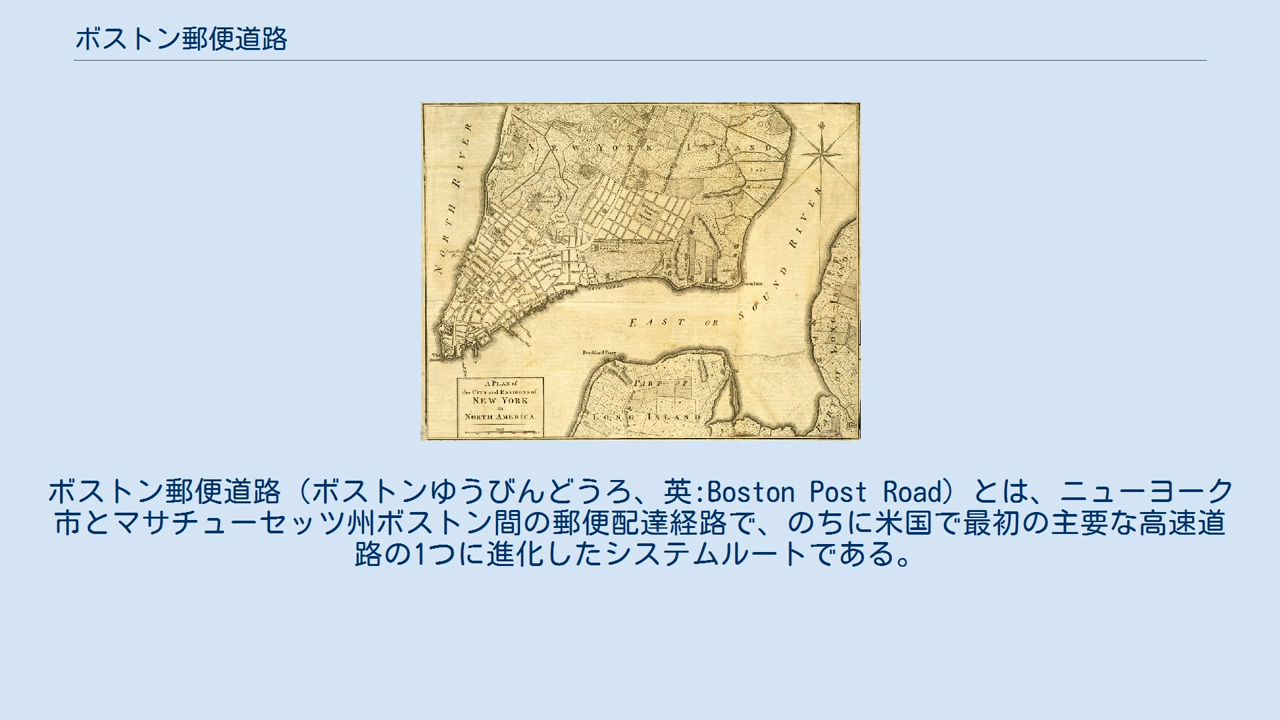 ボストン郵便道路
NORTH RIVER
NEW YORK ISLAND
SOUND RIVER
EAST OR
PART OF
LONG ISLAND
A PLAN of
the CITY and ENVIRONS of
NEW YORK
in
NORTH AMERICA.
ボストン郵便道路（ボストンゆうびんどうろ、英:Boston Post Road）とは、ニューヨーク
市とマサチューセッツ州ボストン間の郵便配達経路で、のちに米国で最初の主要な高速道
路の1つに進化したシステムルートである。